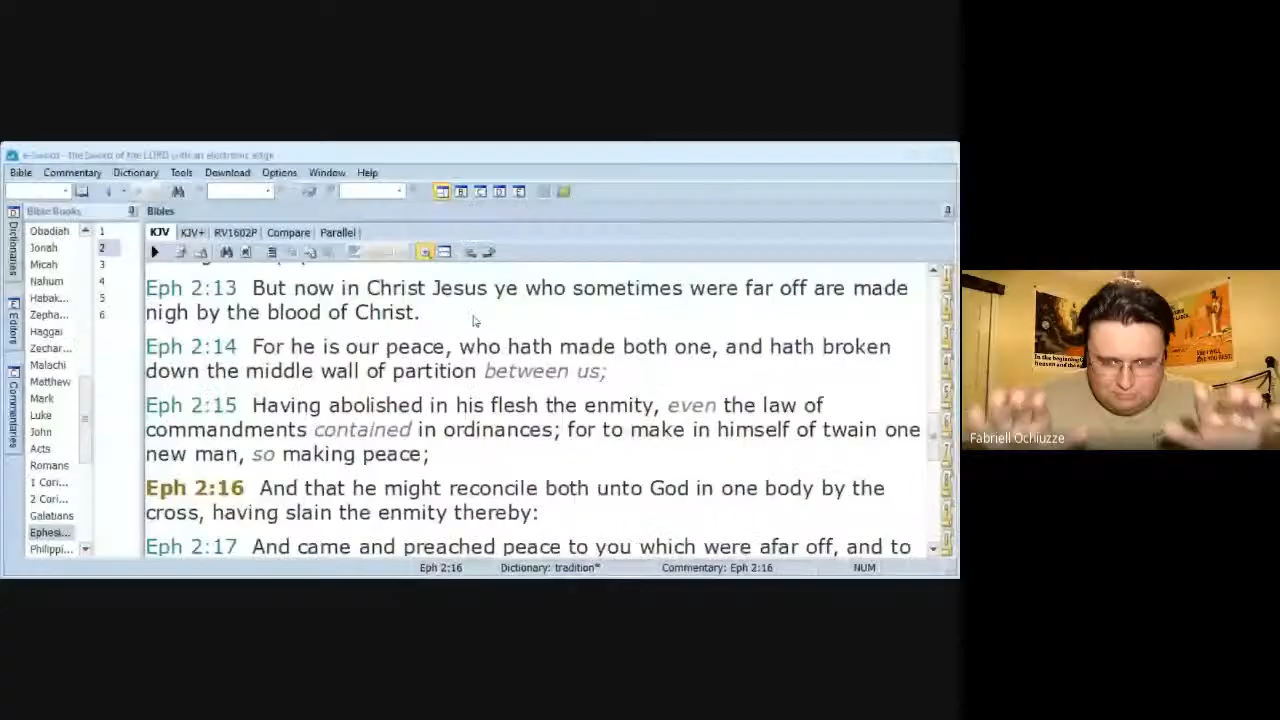 e-Sword - the Sword of the LORD with an electronic edge
Bible Commentary Dictionary Tools Download Options Window Help
Bible Books
Bibles
Dictionaries
Editors
Commentaries
KJV KJV+ RV1602P Compare Parallel
Obadiah
Jonah
Micah
Nahum
Habak...
Zepha...
Haggai
Zechar...
Malachi
Matthew
Mark
Luke
John
Acts
Romans
1 Cori...
2 Cori...
Galatians
Ephesi...
Philippi...
1
2
3
4
5
6
Eph 2:13 But now in Christ Jesus ye who sometimes were far off are made
nigh by the blood of Christ.
Eph 2:14 For he is our peace, who hath made both one, and hath broken
down the middle wall of partition between us;
Eph 2:15 Having abolished in his flesh the enmity, even the law of
commandments contained in ordinances; for to make in himself of twain one
new man, so making peace;
Eph 2:16 And that he might reconcile both unto God in one body by the
cross, having slain the enmity thereby:
Eph 2:17 And came and preached peace to you which were afar off, and to
Eph 2:16 Dictionary: tradition* Commentary: Eph 2:16 NUM
In the beginning
heaven and the
Fabriell Ochiuzze